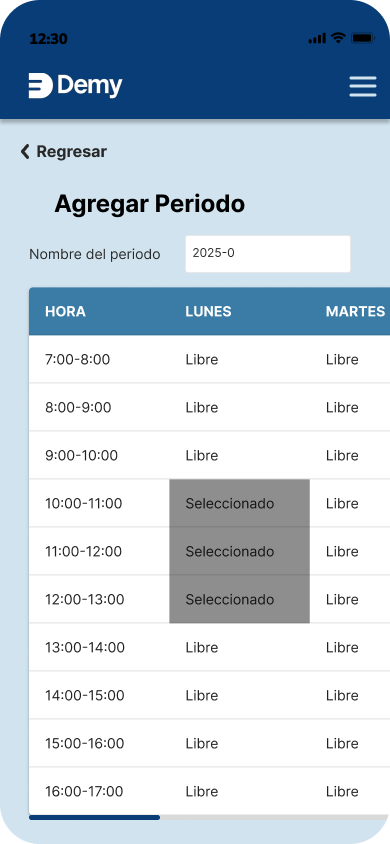 12:30
Demy
Regresar
Agregar Periodo
Nombre del periodo 2025-0
HORA LUNES MARTES
7:00-8:00 Libre Libre
8:00-9:00 Libre Libre
9:00-10:00 Libre Libre
10:00-11:00 Seleccionado Libre
11:00-12:00 Seleccionado Libre
12:00-13:00 Seleccionado Libre
13:00-14:00 Libre Libre
14:00-15:00 Libre Libre
15:00-16:00 Libre Libre
16:00-17:00 Libre Libre